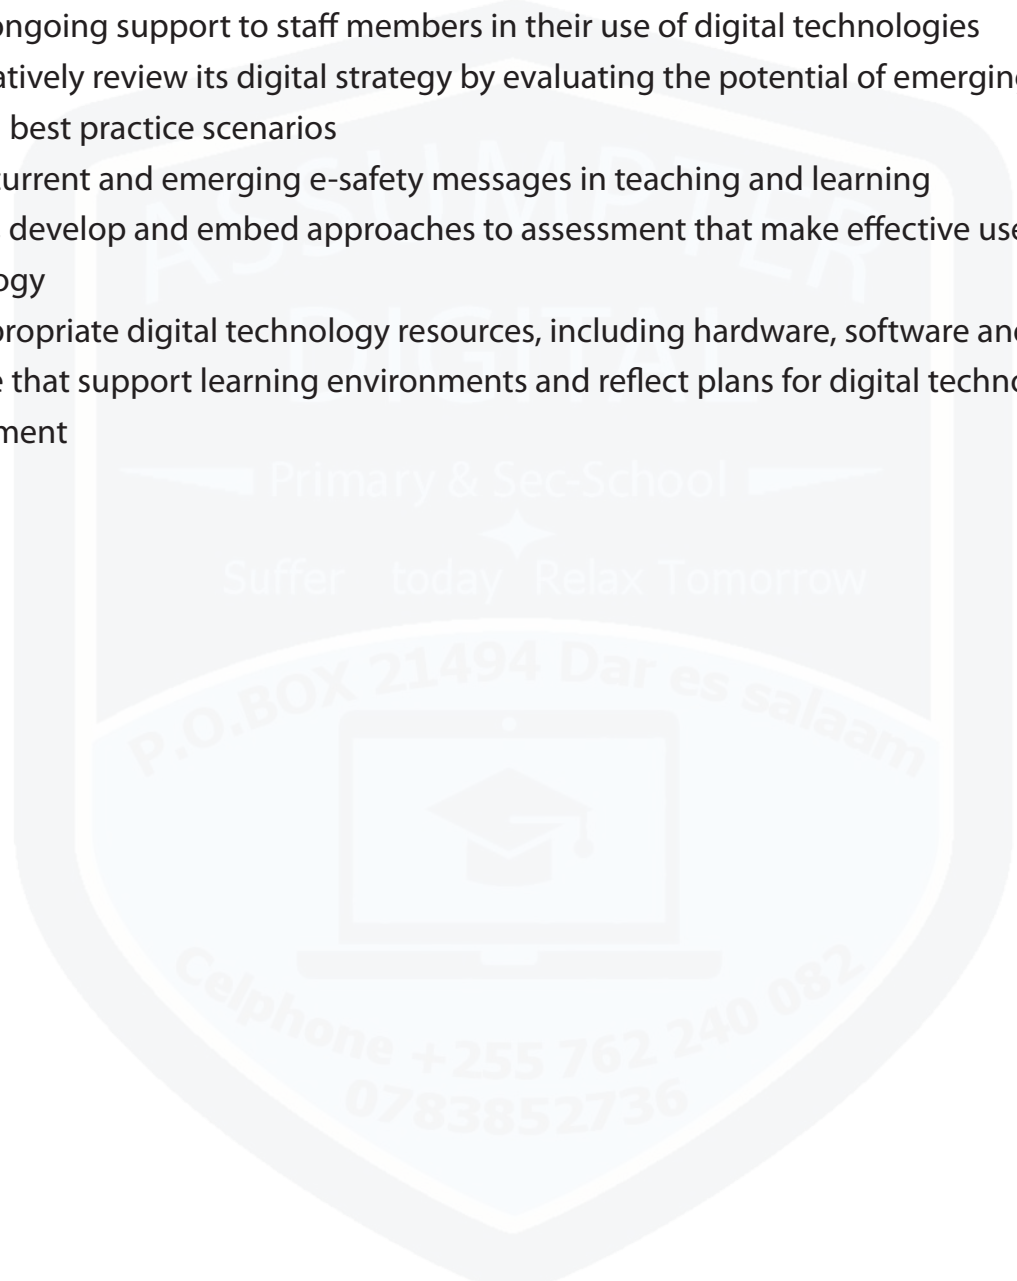 ongoing support to staff members in their use of digital technologies
atively review its digital strategy by evaluating the potential of emerging
best practice scenarios
current and emerging e-safety messages in teaching and learning
develop and embed approaches to assessment that make effective use
ogy
propriate digital technology resources, including hardware, software and
e that support learning environments and reflect plans for digital techno
ment
ASSUMPTER
DIGITAL
Primary & Sec-School
Suffer today Relax Tomorrow
P.O.BOX 21494 Dar es salaam
Celphone +255 762 240 082
0783852736